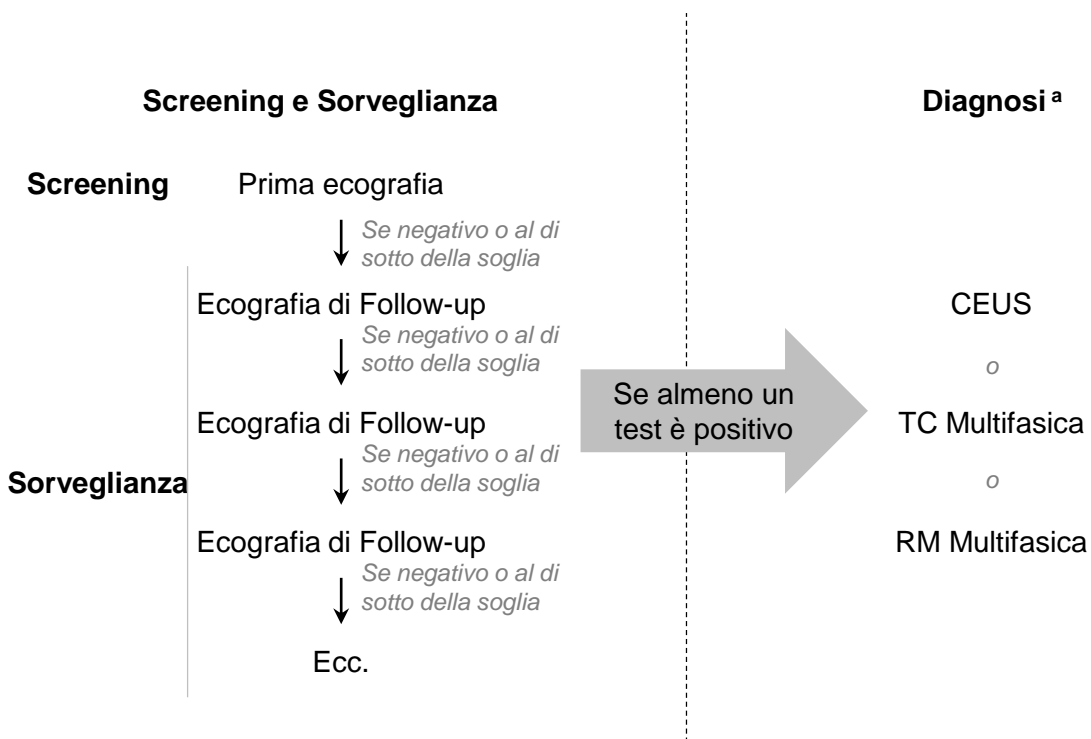 Screening e Sorveglianza
Diagnosi a
Screening
Prima ecografia
Se negativo o al di
sotto della soglia
Ecografia di Follow-up
Se negativo o al di
sotto della soglia
Ecografia di Follow-up
Se negativo o al di
sotto della soglia
Sorveglianza
Ecografia di Follow-up
Se negativo o al di
sotto della soglia
Ecc.
Se almeno un
test è positivo
CEUS
o
TC Multifasica
o
RM Multifasica